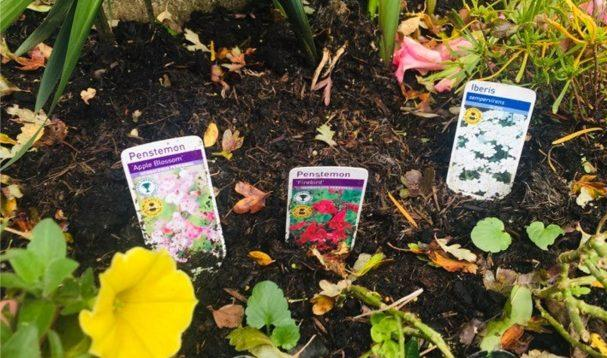 Penstemon
'Apple Blossom'
Penstemon
'Firebird'
Iberis
sempervirens